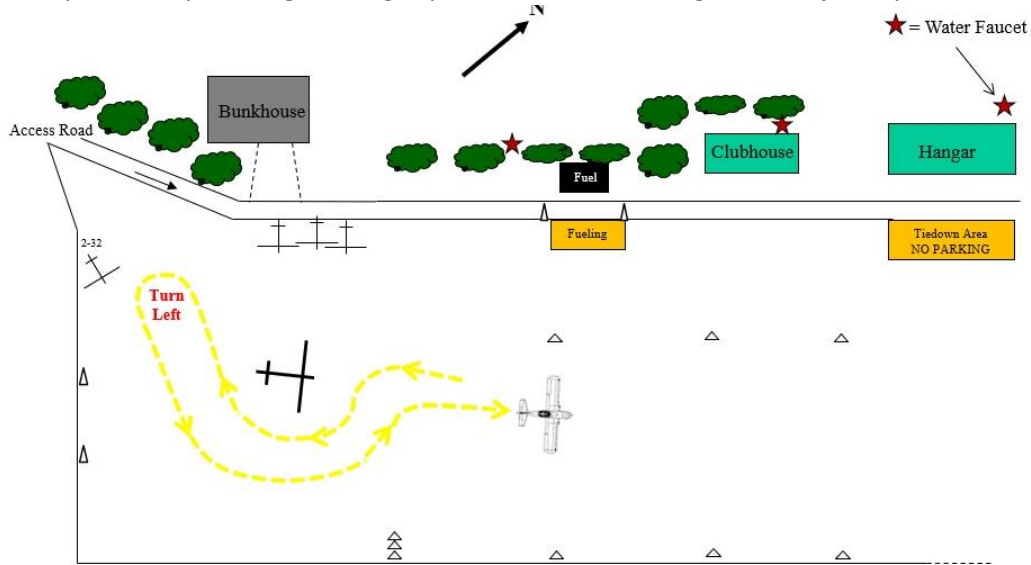 N
= Water Faucet
Access Road
Bunkhouse
Clubhouse
Hangar
Fuel
Fueling
Tiedown Area
NO PARKING
2-32
Turn
Left